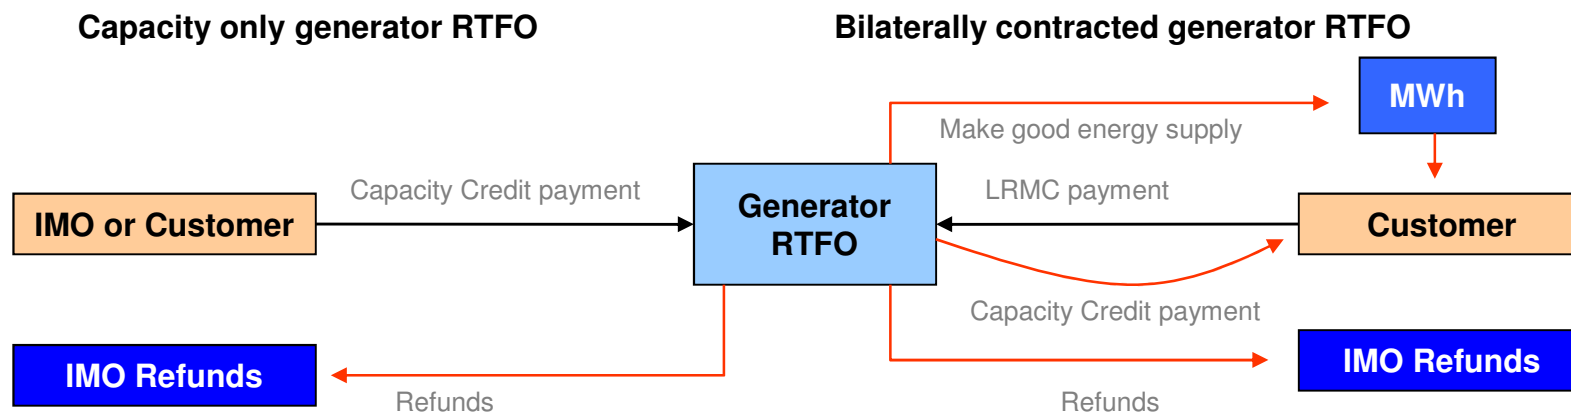 Capacity only generator RTFO
Bilaterally contracted generator RTFO
MWh
Make good energy supply
Capacity Credit payment
LRMC payment
IMO or Customer
Generator
RTFO
Customer
Capacity Credit payment
IMO Refunds
IMO Refunds
Refunds
Refunds